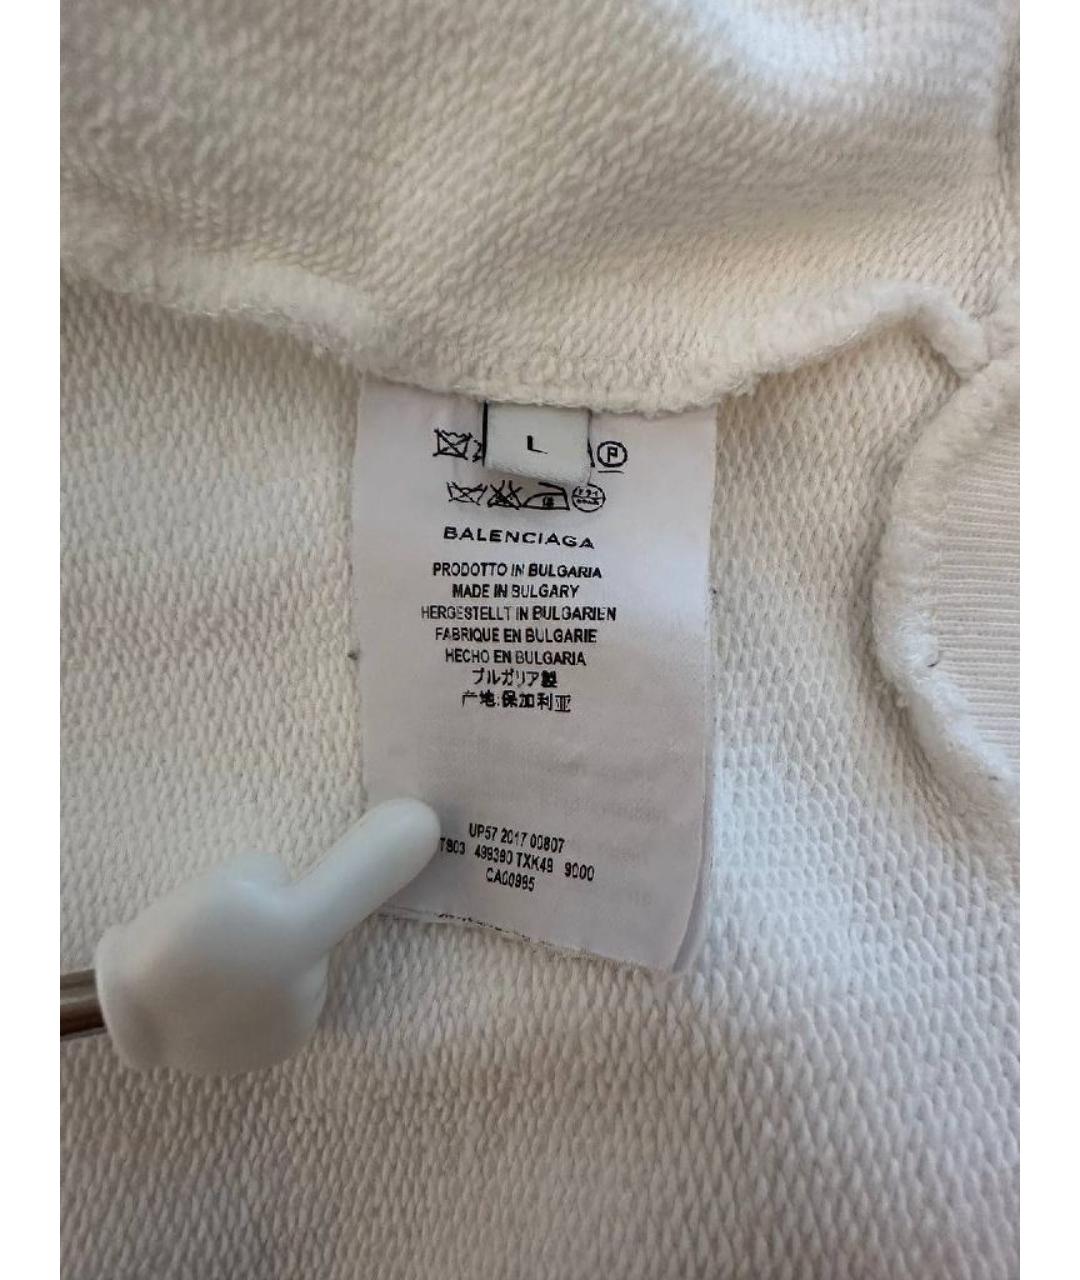 L
P
BALENCIAGA
PRODOTTO IN BULGARIA
MADE IN BULGARY
HERGESTELLT IN BULGARIEN
FABRIQUE EN BULGARIE
HECHO EN BULGARIA
ブルガリア製
产地:保加利亚
UP57 2017 00807
T803 499390 TXK49 9000
CA00995